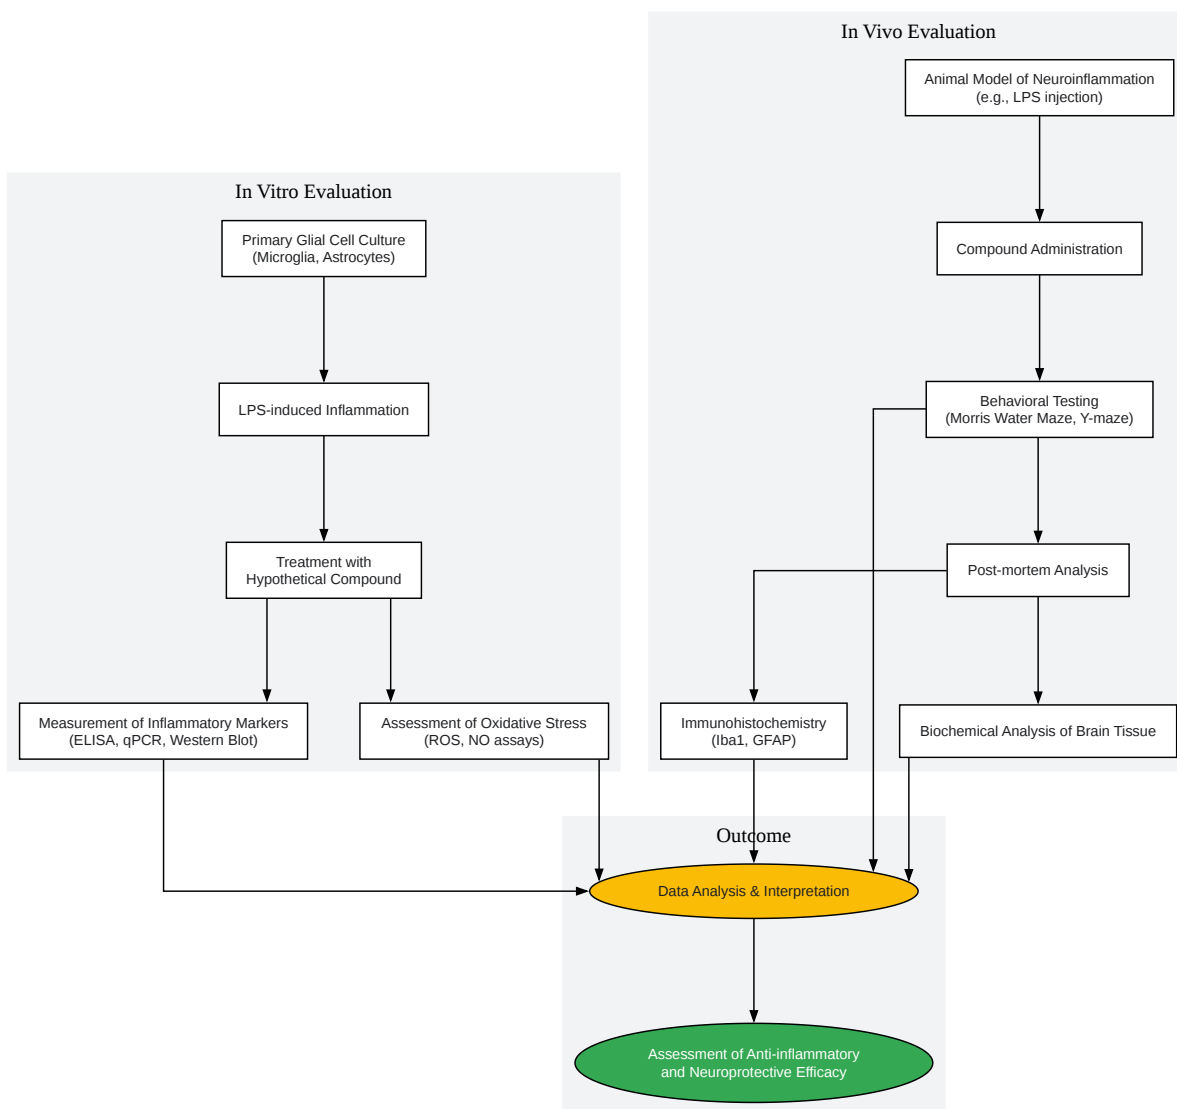 In Vivo Evaluation
Animal Model of Neuroinflammation
(e.g., LPS injection)
Compound Administration
Behavioral Testing
(Morris Water Maze, Y-maze)
Post-mortem Analysis
Immunohistochemistry
(Iba1, GFAP)
Biochemical Analysis of Brain Tissue
In Vitro Evaluation
Primary Glial Cell Culture
(Microglia, Astrocytes)
LPS-induced Inflammation
Treatment with
Hypothetical Compound
Measurement of Inflammatory Markers
(ELISA, qPCR, Western Blot)
Assessment of Oxidative Stress
(ROS, NO assays)
Outcome
Data Analysis & Interpretation
Assessment of Anti-inflammatory
and Neuroprotective Efficacy